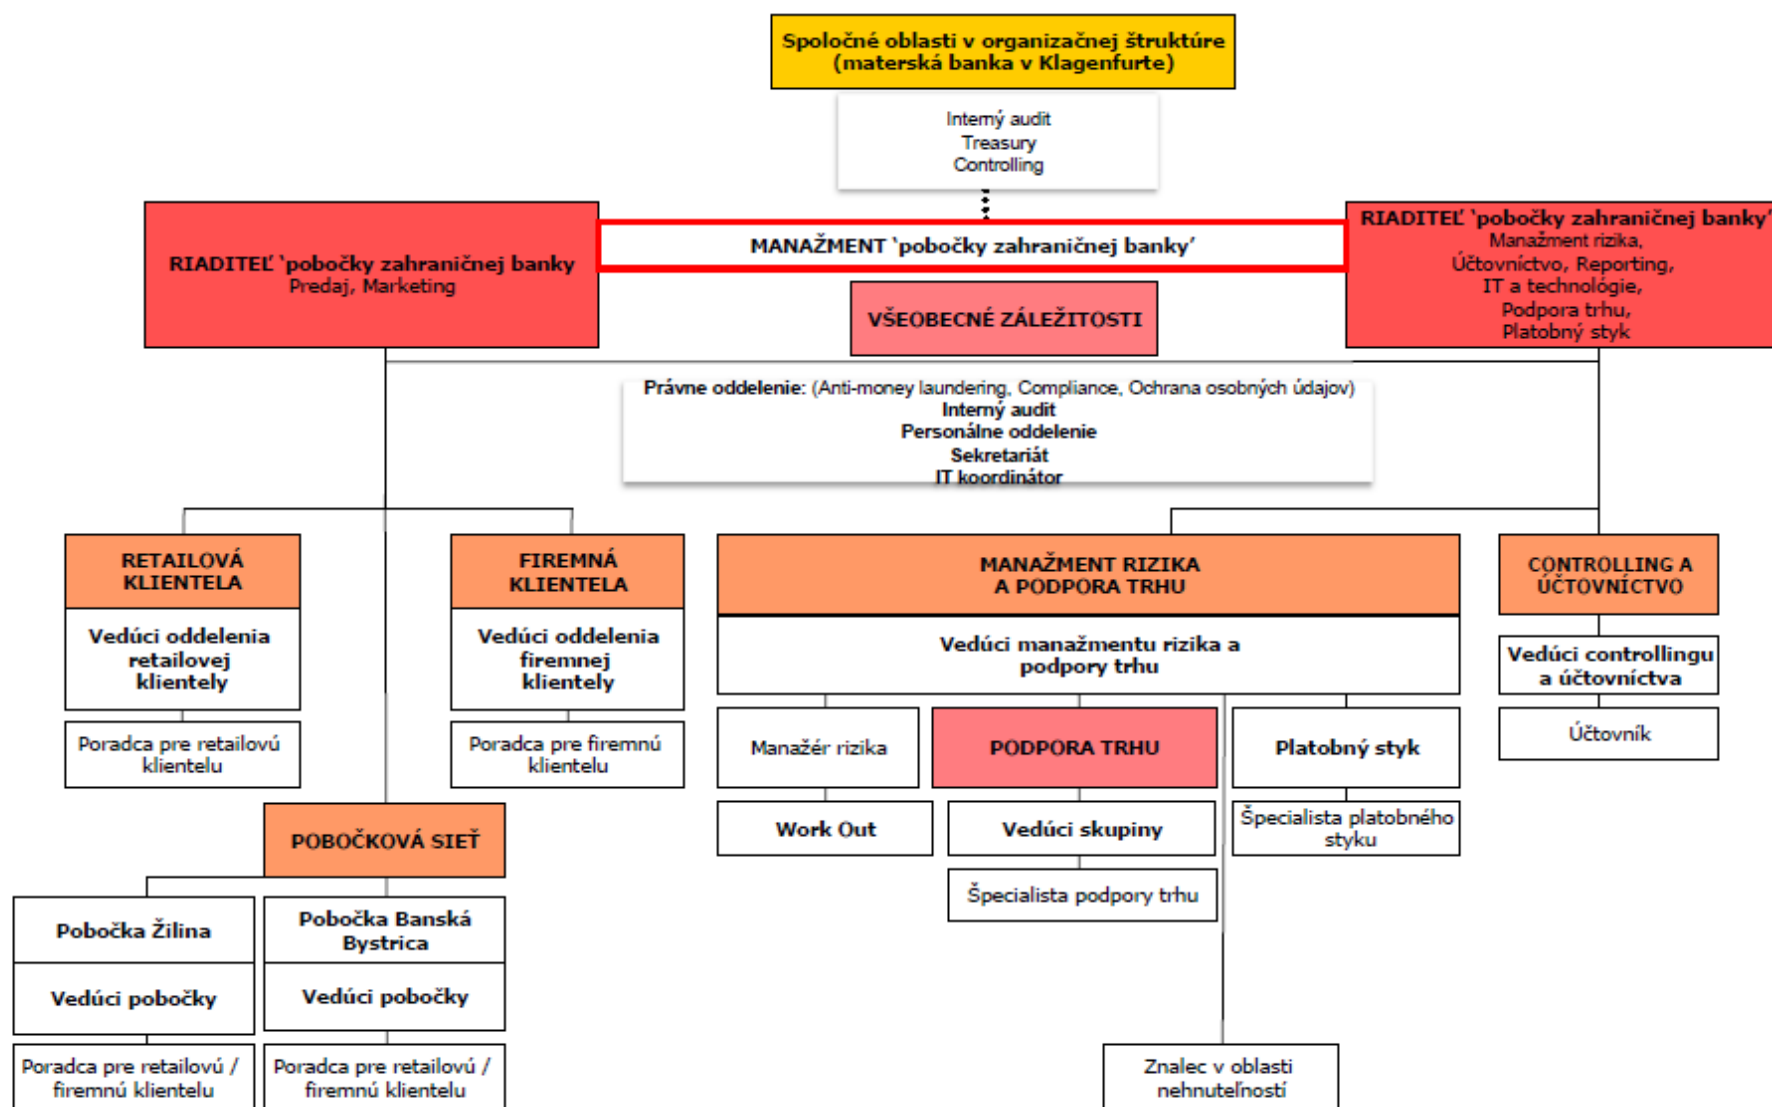 Spoločné oblasti v organizačnej štruktúre
(materská banka v Klagenfurte)
Interný audit
Treasury
Controlling
RIADITEĽ ‘pobočky zahraničnej banky
Predaj, Marketing
MANAŽMENT ‘pobočky zahraničnej banky’
RIADITEĽ ‘pobočky zahraničnej banky’
Manažment rizika,
Účtovníctvo, Reporting,
IT a technológie,
Podpora trhu,
Platobný styk
VŠEOBECNÉ ZÁLEŽITOSTI
Právne oddelenie: (Anti-money laundering, Compliance, Ochrana osobných údajov)
Interný audit
Personálne oddelenie
Sekretariát
IT koordinátor
RETAILOVÁ
KLIENTELA
Vedúci oddelenia
retailovej
klientely
Poradca pre retailovú
klientelu
FIREMNÁ
KLIENTELA
Vedúci oddelenia
firemnej
klientely
Poradca pre firemnú
klientelu
MANAŽMENT RIZIKA
A PODPORA TRHU
Vedúci manažmentu rizika a
podpory trhu
CONTROLLING A
ÚČTOVNÍCTVO
Vedúci controllingu
a účtovníctva
Účtovník
Manažér rizika
Work Out
PODPORA TRHU
Vedúci skupiny
Špecialista podpory trhu
Platobný styk
Špecialista platobného
styku
POBOČKOVÁ SIEŤ
Pobočka Žilina
Vedúci pobočky
Poradca pre retailovú /
firemnú klientelu
Pobočka Banská
Bystrica
Vedúci pobočky
Poradca pre retailovú /
firemnú klientelu
Znalec v oblasti
nehnuteľností